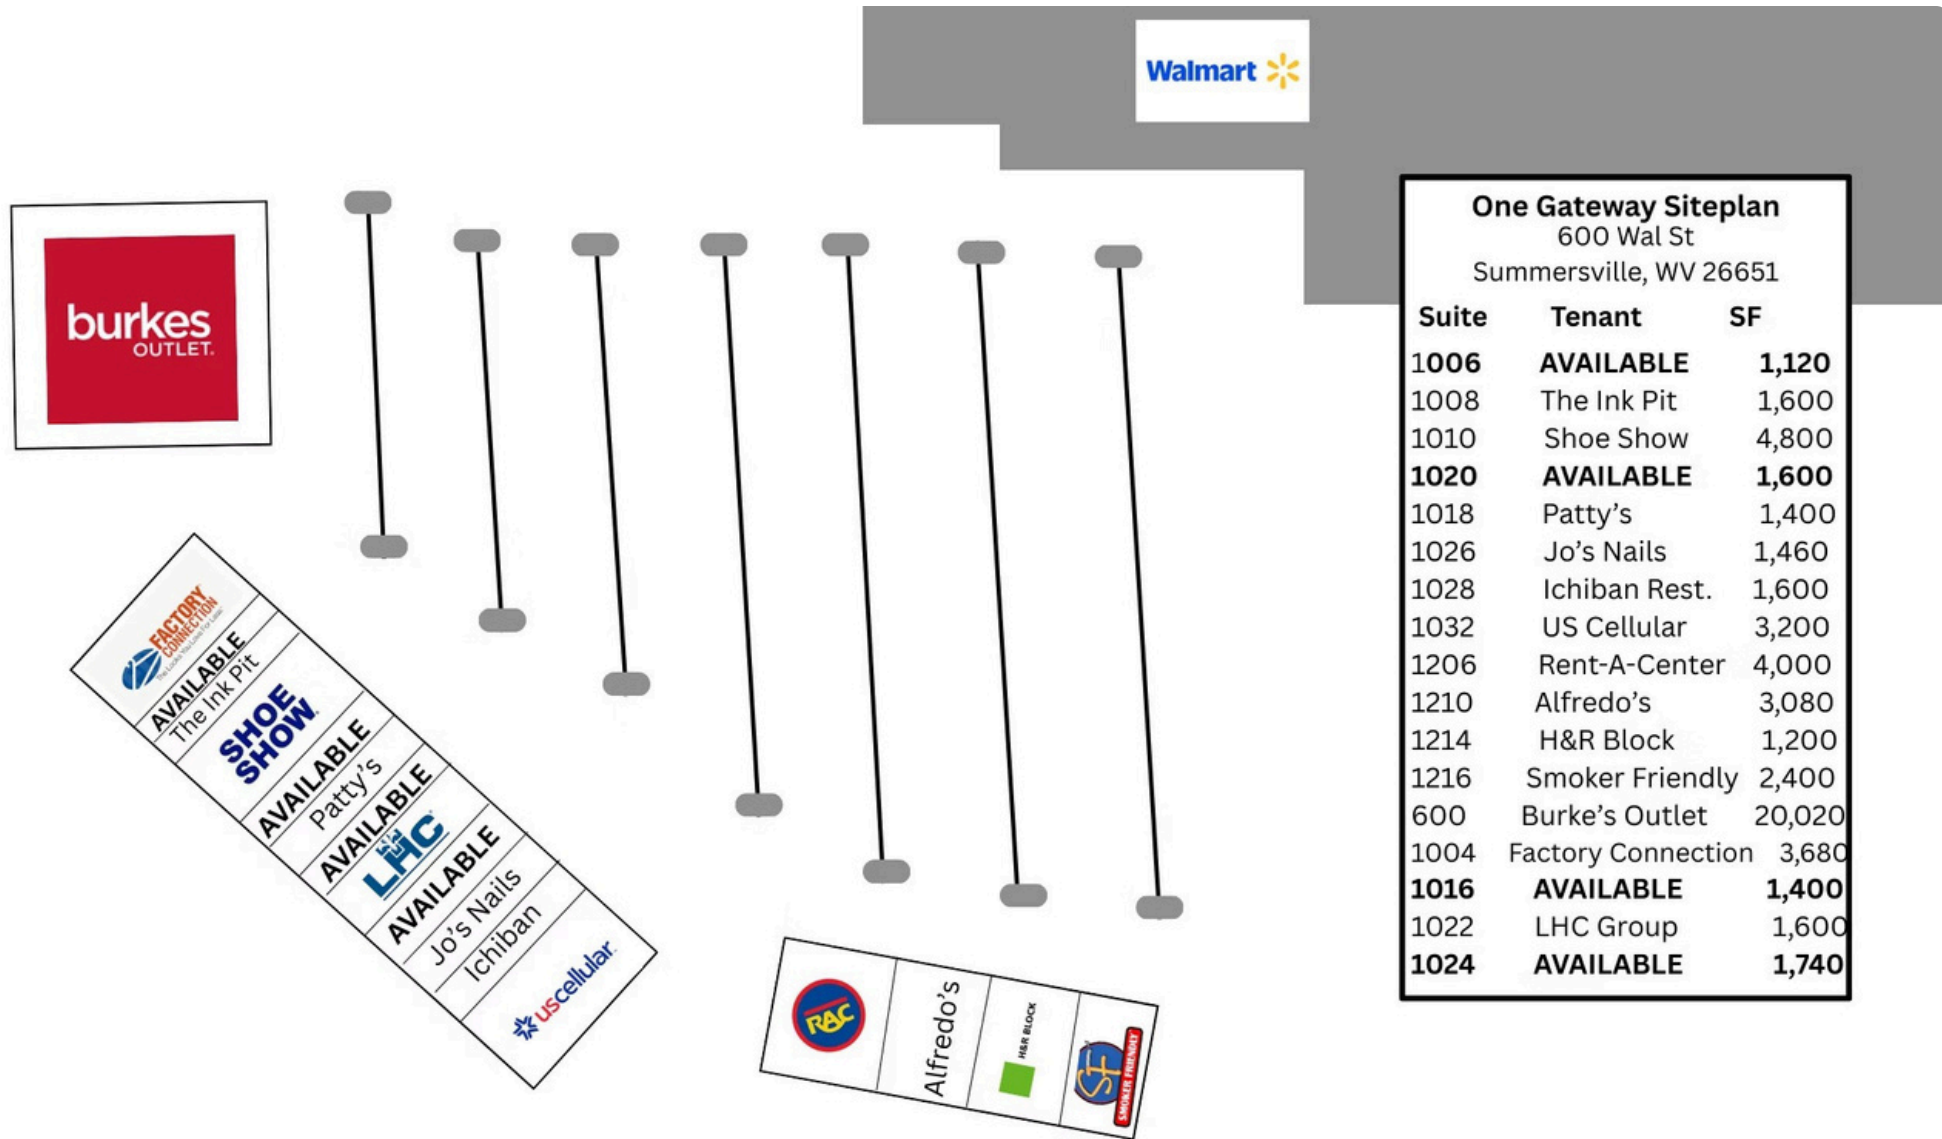 Walmart
burkes
OUTLET.
FACTORY
CONNECTION
The Looks You Love For Less
AVAILABLE
The Ink Pit
SHOE
SHOW
AVAILABLE
Patty's
AVAILABLE
LHC
AVAILABLE
Jo's Nails
Ichiban
uscellular
RAC
Alfredo's
H&R BLOCK
SF
SMOKER FRIENDLY
One Gateway Siteplan
600 Wal St
Summersville, WV 26651
Suite Tenant SF
1006 AVAILABLE 1,120
1008 The Ink Pit 1,600
1010 Shoe Show 4,800
1020 AVAILABLE 1,600
1018 Patty's 1,400
1026 Jo's Nails 1,460
1028 Ichiban Rest. 1,600
1032 US Cellular 3,200
1206 Rent-A-Center 4,000
1210 Alfredo's 3,080
1214 H&R Block 1,200
1216 Smoker Friendly 2,400
600 Burke's Outlet 20,020
1004 Factory Connection 3,680
1016 AVAILABLE 1,400
1022 LHC Group 1,600
1024 AVAILABLE 1,740